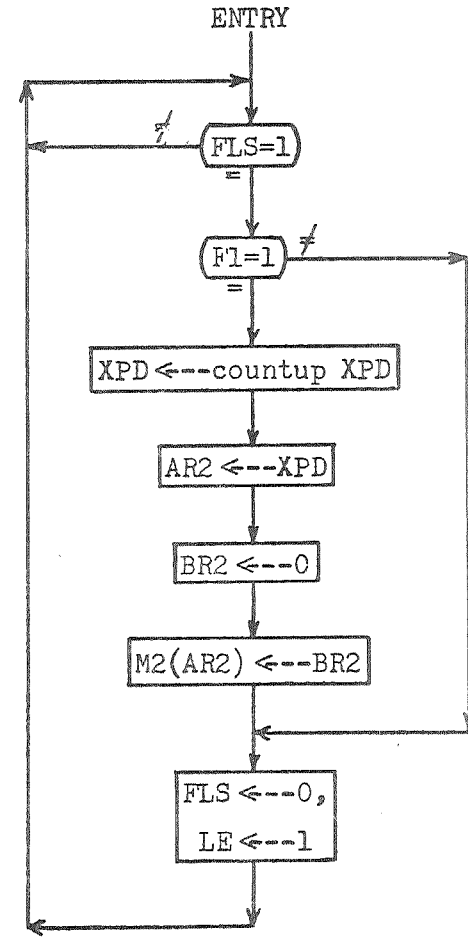 ENTRY
≠
FLS=1
=
F1=1 ≠
=
XPD <---countup XPD
AR2 <---XPD
BR2 <---0
M2(AR2) <---BR2
FLS <---0,
LE <---1